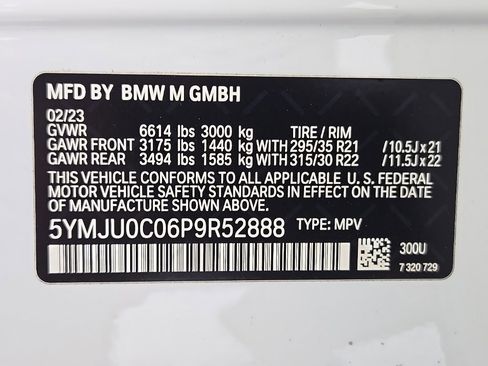 MFD BY BMW M GMBH
02/23
GVWR 6614 lbs 3000 kg TIRE / RIM
GAWR FRONT 3175 lbs 1440 kg WITH 295/35 R21 / 10.5J x 21
GAWR REAR 3494 lbs 1585 kg WITH 315/30 R22 / 11.5J x 22
THIS VEHICLE CONFORMS TO ALL APPLICABLE U. S. FEDERAL
MOTOR VEHICLE SAFETY STANDARDS IN EFFECT ON THE
DATE OF MANUFACTURE SHOWN ABOVE.
5YMJU0C06P9R52888 TYPE: MPV
300U
7 320 729